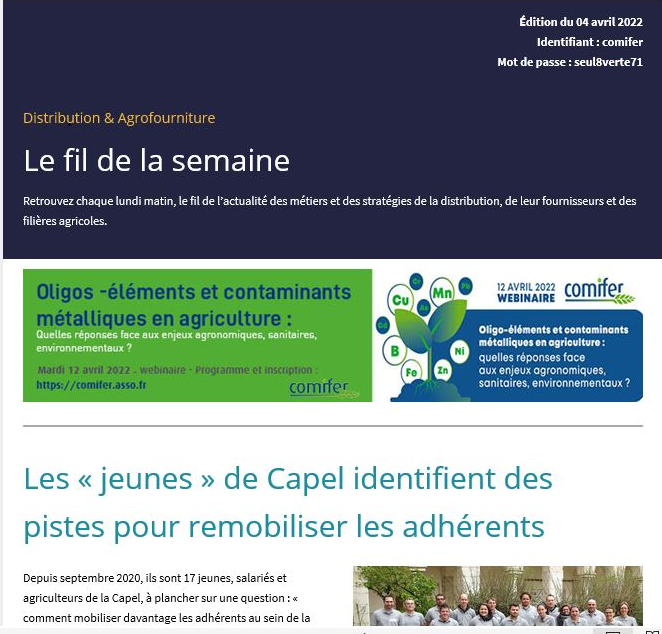 Édition du 04 avril 2022
Identifiant : comifer
Mot de passe : seul8verte71
Distribution & Agrofourniture
Le fil de la semaine
Retrouvez chaque lundi matin, le fil de l'actualité des métiers et des stratégies de la distribution, de leur fournisseurs et des
filières agricoles.
Oligos -éléments et contaminants
métalliques en agriculture :
Quelles réponses face aux enjeux agronomiques, sanitaires,
environnementaux ?
Mardi 12 avril 2022 . webinaire - Programme et inscription :
https://comifer.asso.fr
comifer
Cu
Cr
As
Mn
Pb
Cd
B
Fe
Zn
Ni
12 AVRIL 2022
WEBINAIRE
comifer
Oligo-éléments et contaminants
métalliques en agriculture :
quelles réponses face
aux enjeux agronomiques,
sanitaires, environnementaux ?
Les « jeunes » de Capel identifient des
pistes pour remobiliser les adhérents
Depuis septembre 2020, ils sont 17 jeunes, salariés et
agriculteurs de la Capel, à plancher sur une question : «
comment mobiliser davantage les adhérents au sein de la